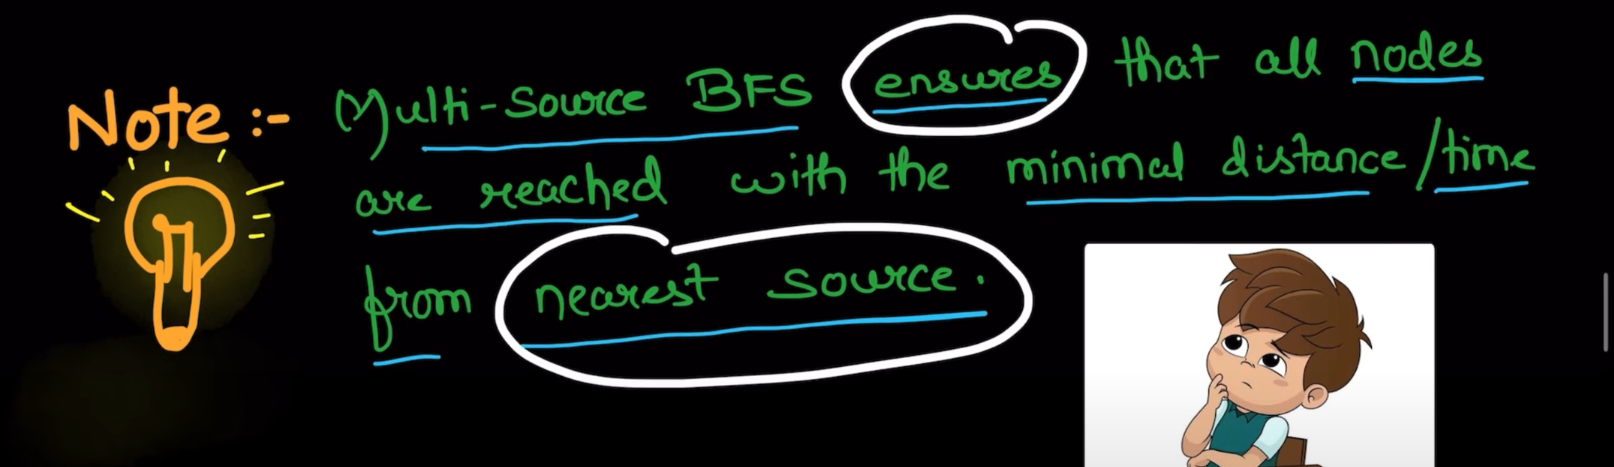 Note :- Multi-Source BFS ensures that all nodes
are reached with the minimal distance/time
from nearest source.